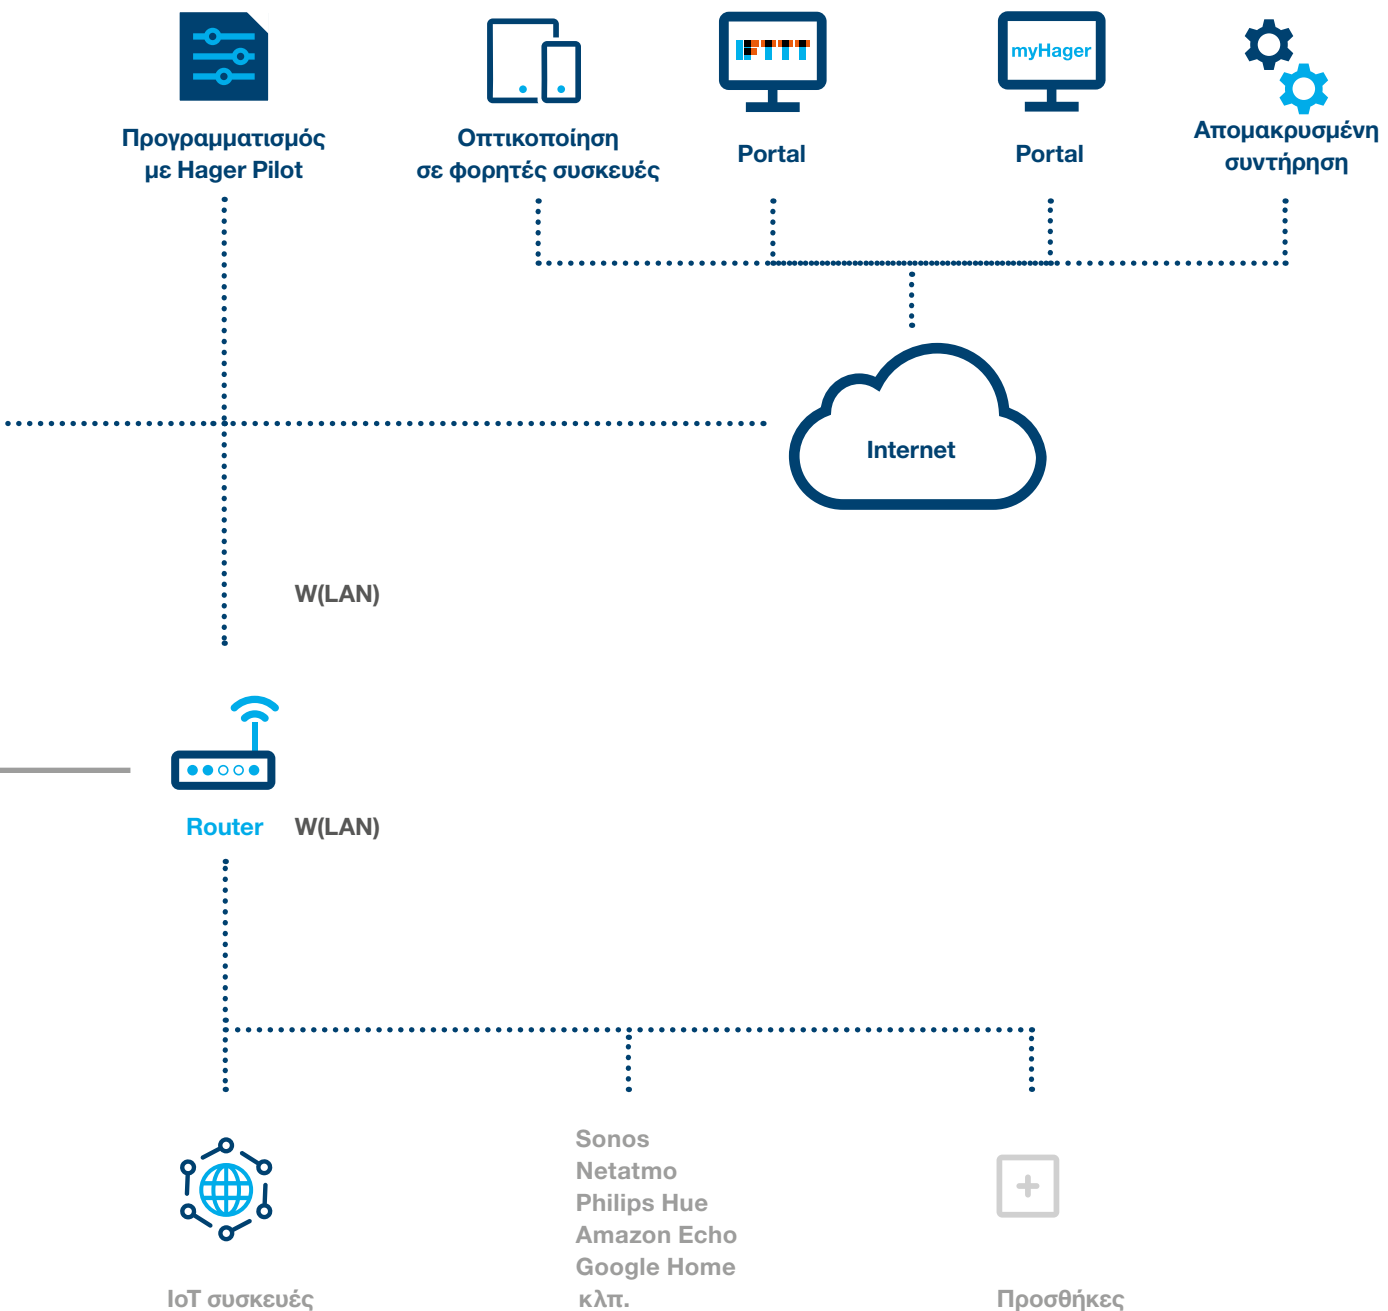 Προγραμματισμός
με Hager Pilot
Οπτικοποίηση
σε φορητές συσκευές
IFTTT
Portal
myHager
Portal
Απομακρυσμένη
συντήρηση
Internet
W(LAN)
Router
W(LAN)
IoT συσκευές
Sonos
Netatmo
Philips Hue
Amazon Echo
Google Home
κλπ.
Προσθήκες